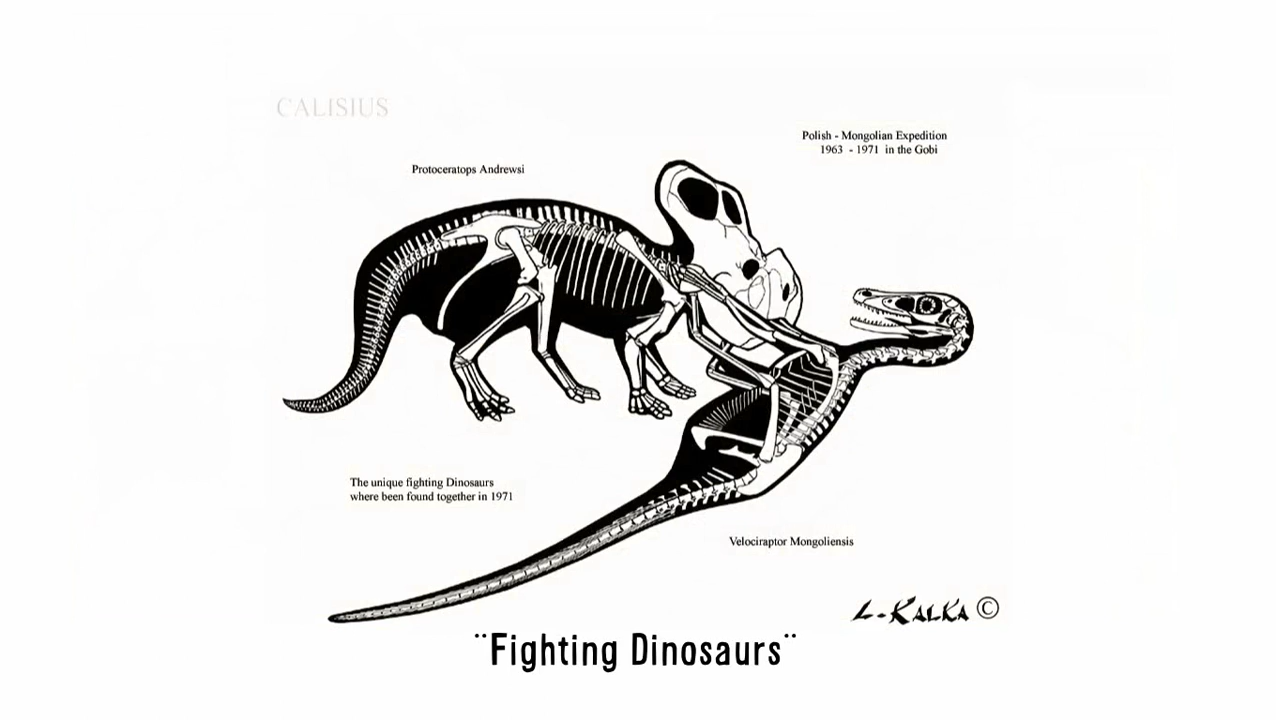 CALISIUS
Polish - Mongolian Expedition
1963 - 1971 in the Gobi
Protoceratops Andrewsi
The unique fighting Dinosaurs
where been found together in 1971
Velociraptor Mongoliensis
L-KALKA ©
¨Fighting Dinosaurs¨